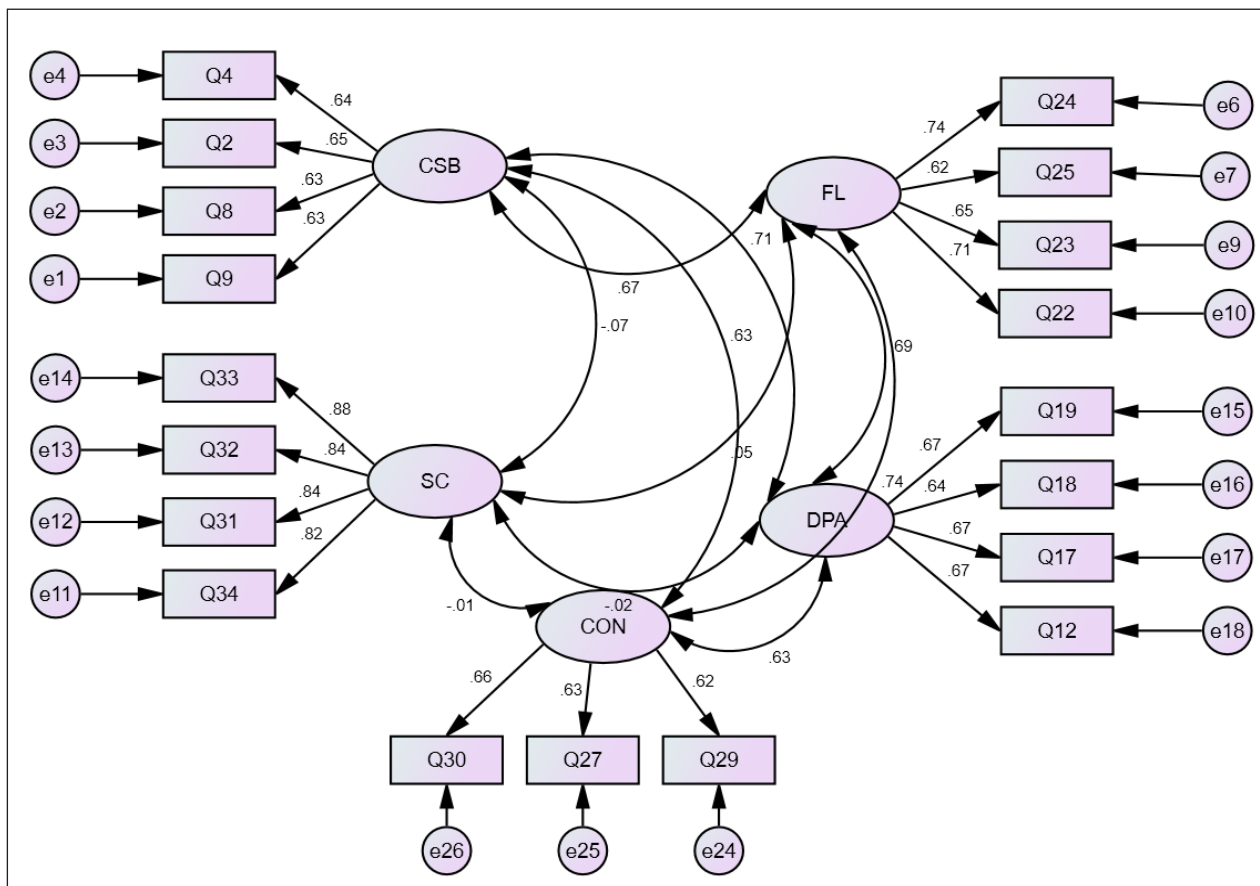 e4
Q4
.64
e3
Q2
.65
CSB
e2
Q8
.63
e1
Q9
.63
FL
.74
Q24
e6
.62
Q25
e7
.65
Q23
e9
.71
Q22
e10
.71
.67
-.07
.63
.69
e14
Q33
.88
e13
Q32
.84
SC
e12
Q31
.84
e11
Q34
.82
.05
.74
DPA
.67
Q19
e15
.64
Q18
e16
.67
Q17
e17
.67
Q12
e18
-.01
-.02
CON
.63
.66
.63
.62
Q30
Q27
Q29
e26
e25
e24